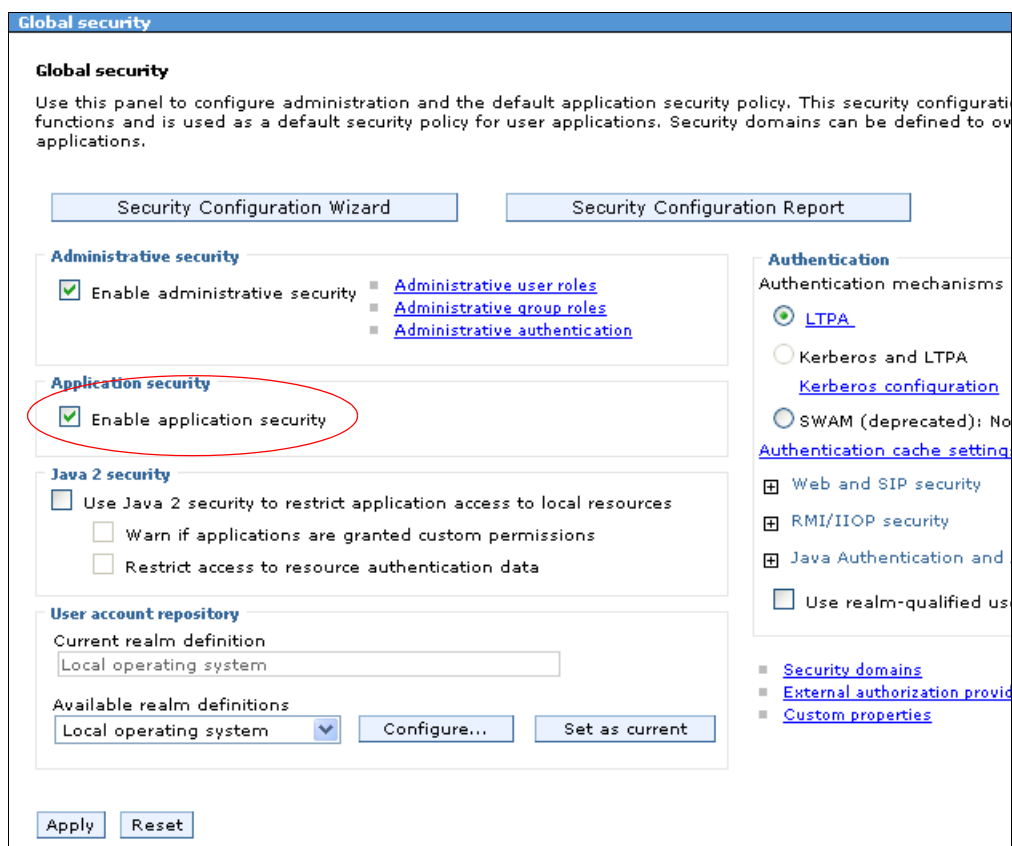 Global security
Global security
Use this panel to configure administration and the default application security policy. This security configurati
functions and is used as a default security policy for user applications. Security domains can be defined to ov
applications.
Security Configuration Wizard
Security Configuration Report
Administrative security
Enable administrative security
Administrative user roles
Administrative group roles
Administrative authentication
Application security
Enable application security
Java 2 security
Use Java 2 security to restrict application access to local resources
Warn if applications are granted custom permissions
Restrict access to resource authentication data
User account repository
Current realm definition
Local operating system
Available realm definitions
Local operating system
Configure...
Set as current
Authentication
Authentication mechanisms
LTPA
Kerberos and LTPA
Kerberos configuration
SWAM (deprecated): No
Authentication cache setting
Web and SIP security
RMI/IIOP security
Java Authentication and
Use realm-qualified us
Security domains
External authorization provid
Custom properties
Apply
Reset